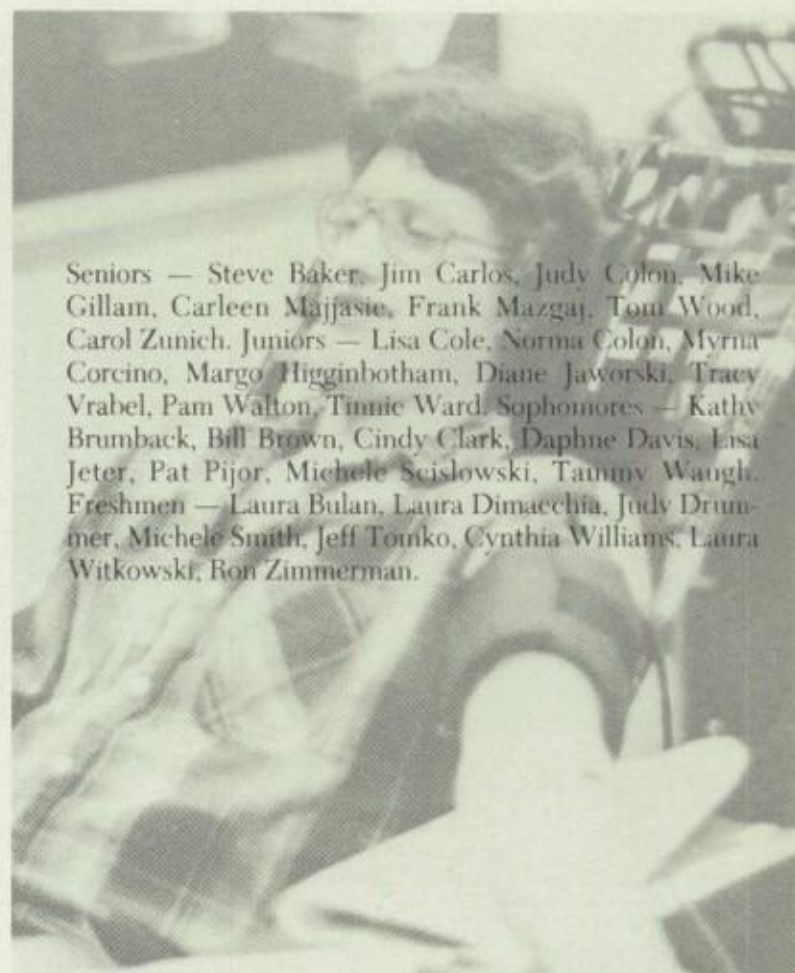 Seniors — Steve Baker, Jim Carlos, Judy Colon, Mike
Gillam, Carleen Majjasie, Frank Mazgaj, Tom Wood,
Carol Zunich. Juniors — Lisa Cole, Norma Colon, Myrna
Corcino, Margo Higginbotham, Diane Jaworski, Tracy
Vrabel, Pam Walton, Tinnie Ward. Sophomores — Kathy
Brumback, Bill Brown, Cindy Clark, Daphne Davis, Lisa
Jeter, Pat Pijor, Michele Scislowski, Tammy Waugh.
Freshmen — Laura Bulan, Laura Dimacchia, Judy Drum-
mer, Michele Smith, Jeff Tomko, Cynthia Williams, Laura
Witkowski, Ron Zimmerman.